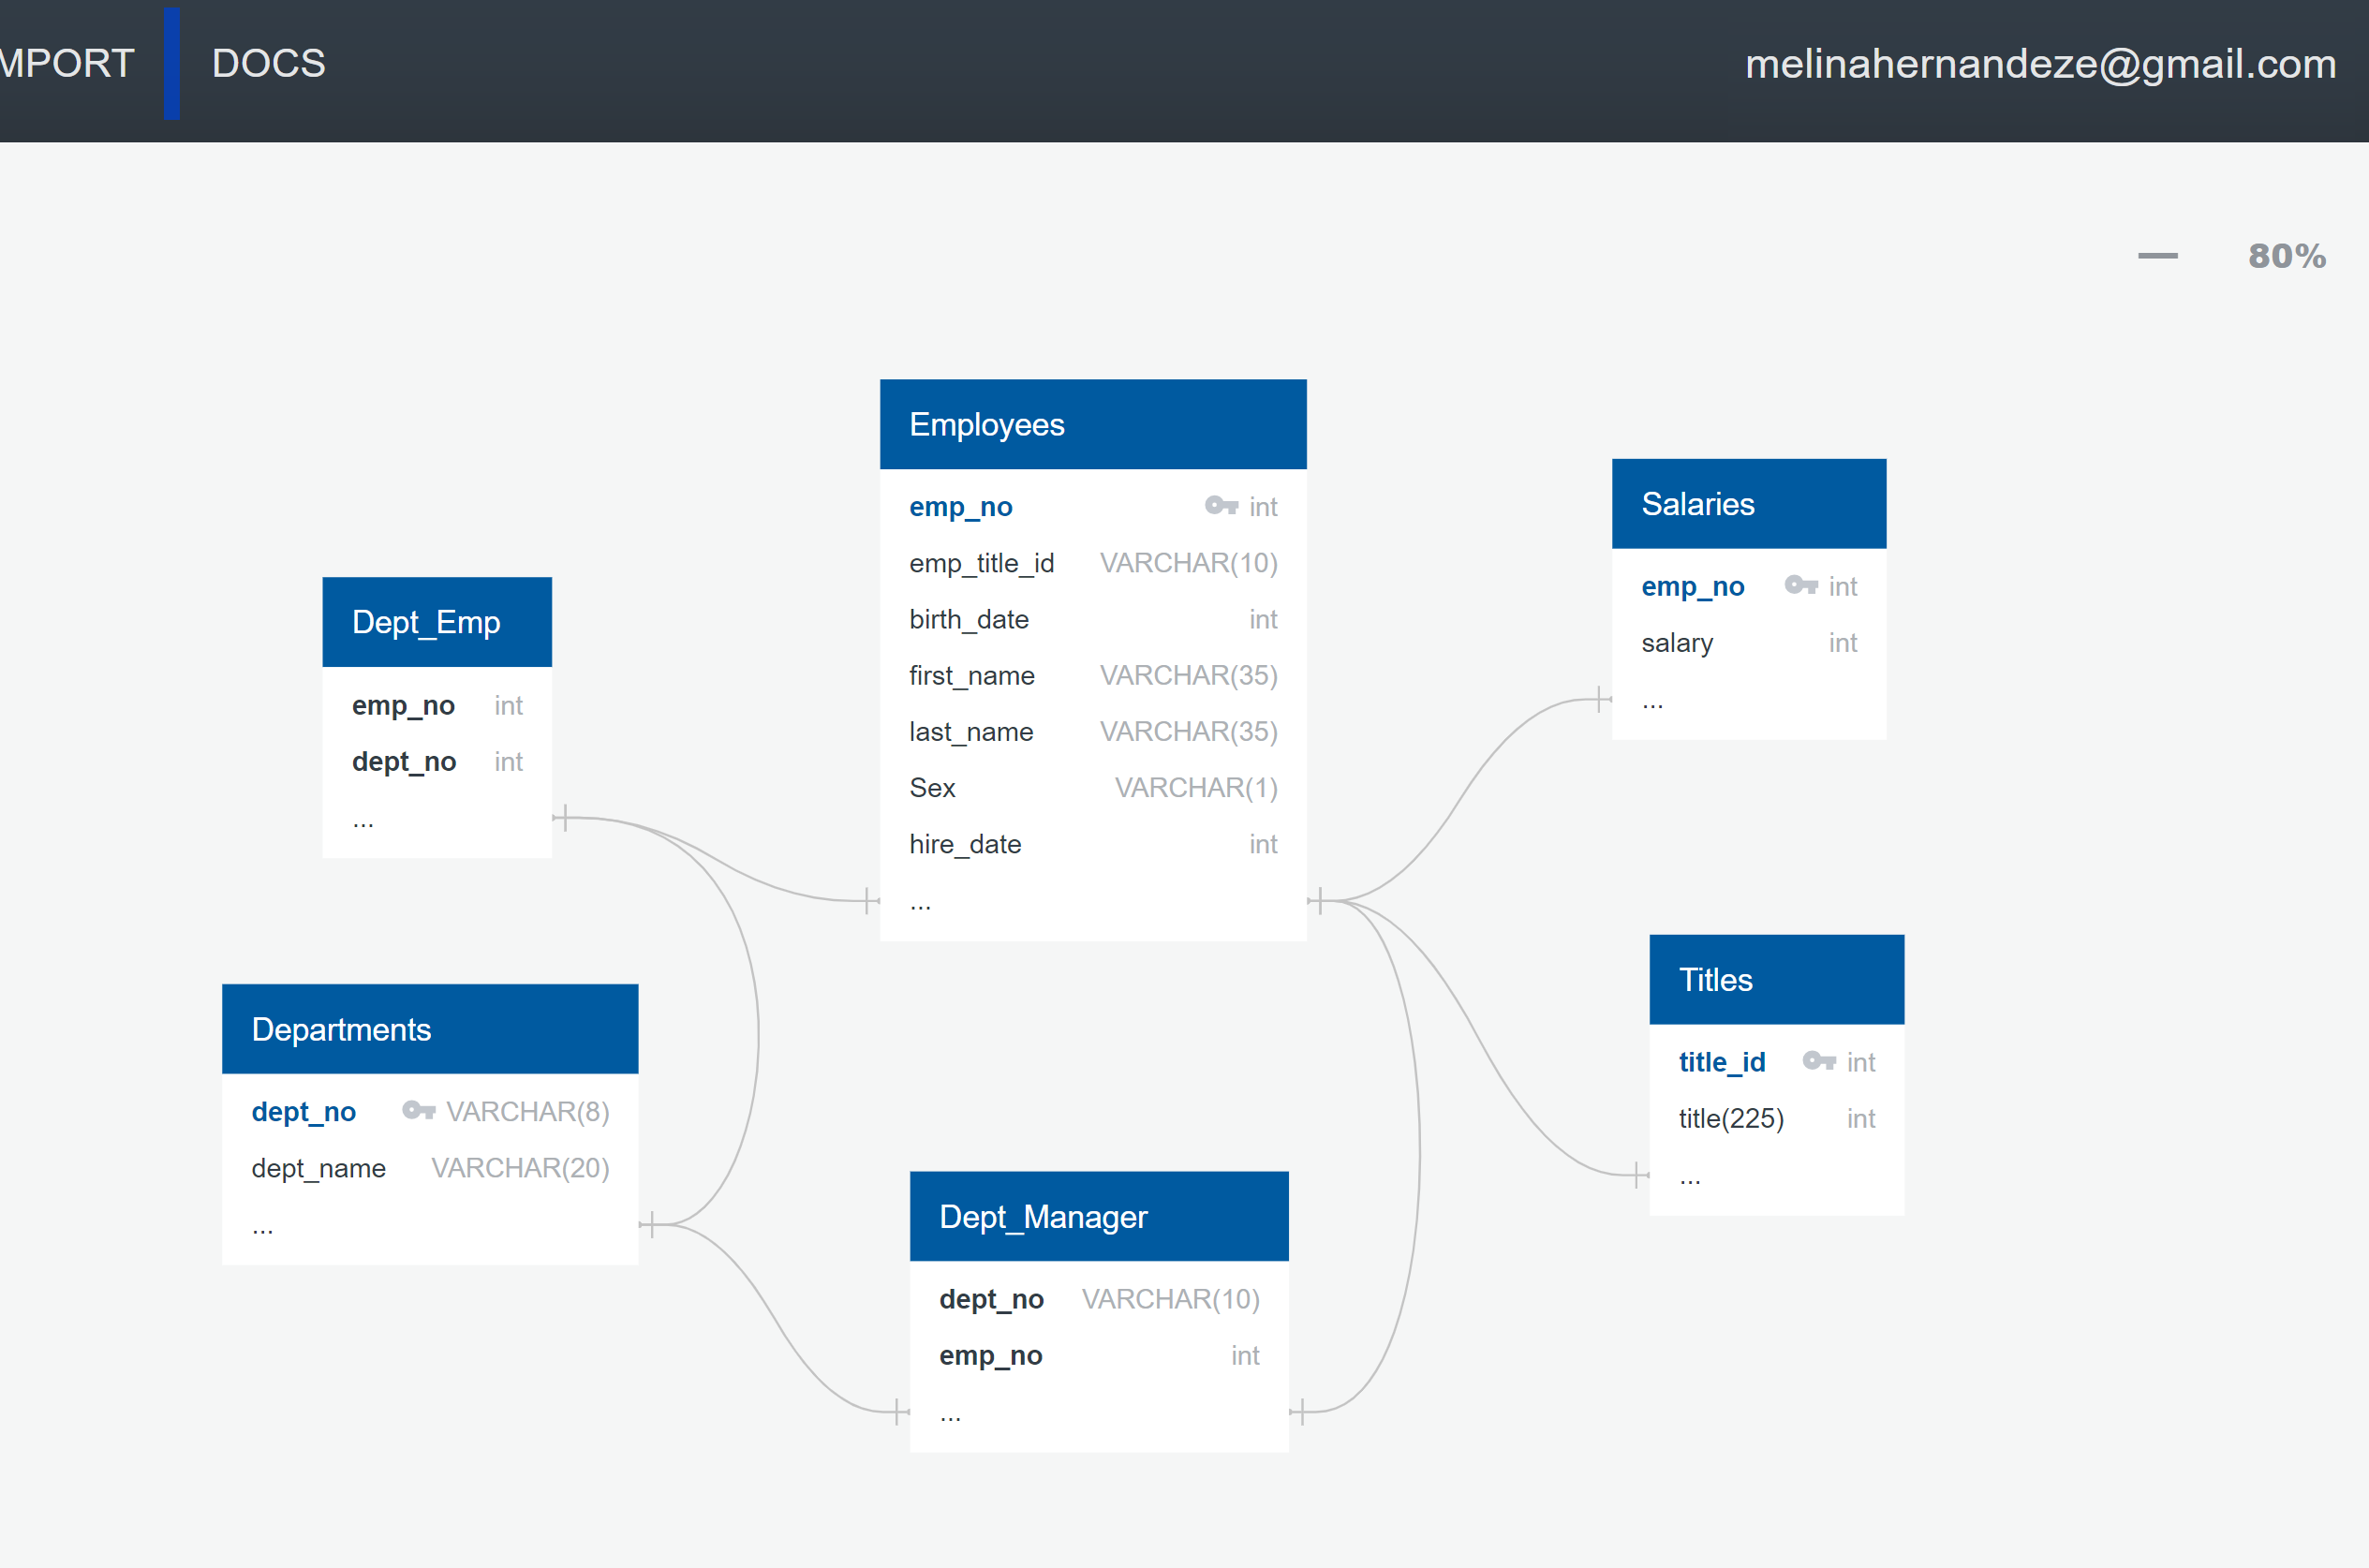 MPORT DOCS melinahernandeze@gmail.com
80%
Employees
emp_no int
emp_title_id VARCHAR(10)
birth_date int
first_name VARCHAR(35)
last_name VARCHAR(35)
Sex VARCHAR(1)
hire_date int
...
Salaries
emp_no int
salary int
...
Dept_Emp
emp_no int
dept_no int
...
Departments
dept_no VARCHAR(8)
dept_name VARCHAR(20)
...
Titles
title_id int
title(225) int
...
Dept_Manager
dept_no VARCHAR(10)
emp_no int
...